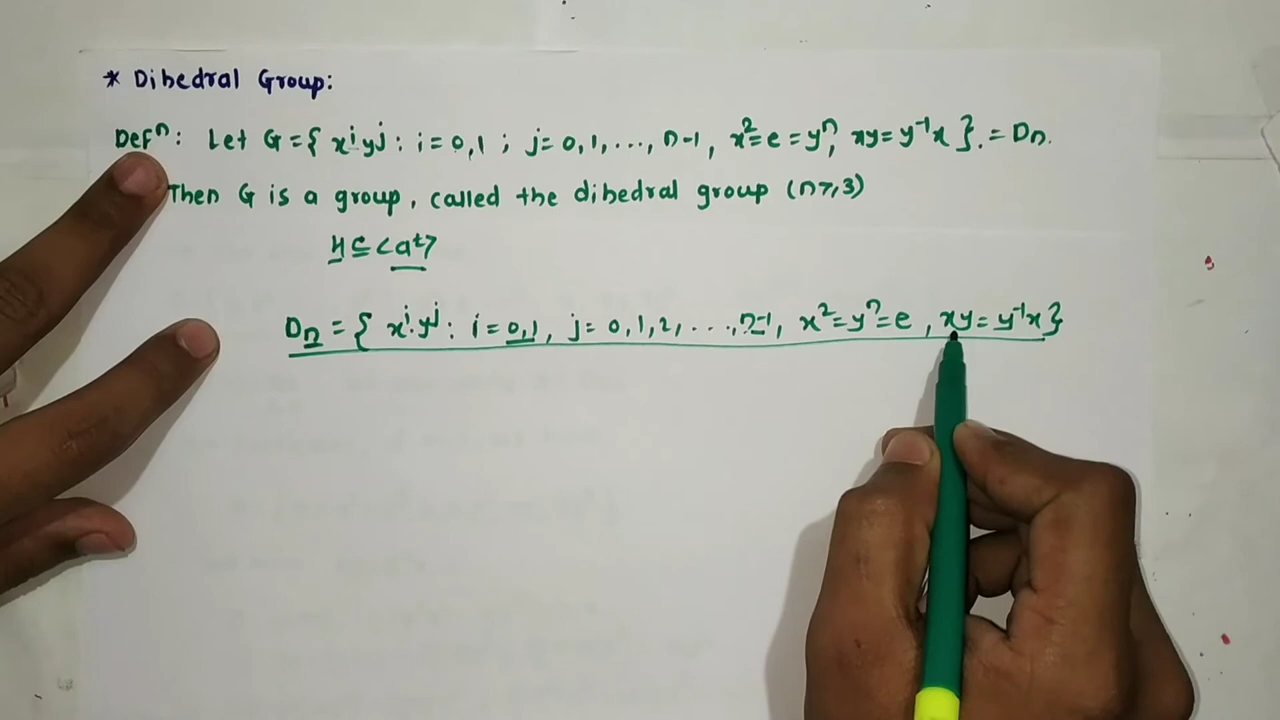 * Dihedral Group:
Defⁿ: Let G = { xⁱyʲ : i = 0,1 ; j = 0,1,...,n-1, x² = e = yⁿ, xy = y⁻¹x }. = Dn.
Then G is a group, called the dihedral group (n≥3)
H ⊆ <aᵗ>
Dn = { xⁱ.yʲ : i = 0,1, j = 0,1,2,....,n-1, x² = yⁿ = e, xy = y⁻¹x }